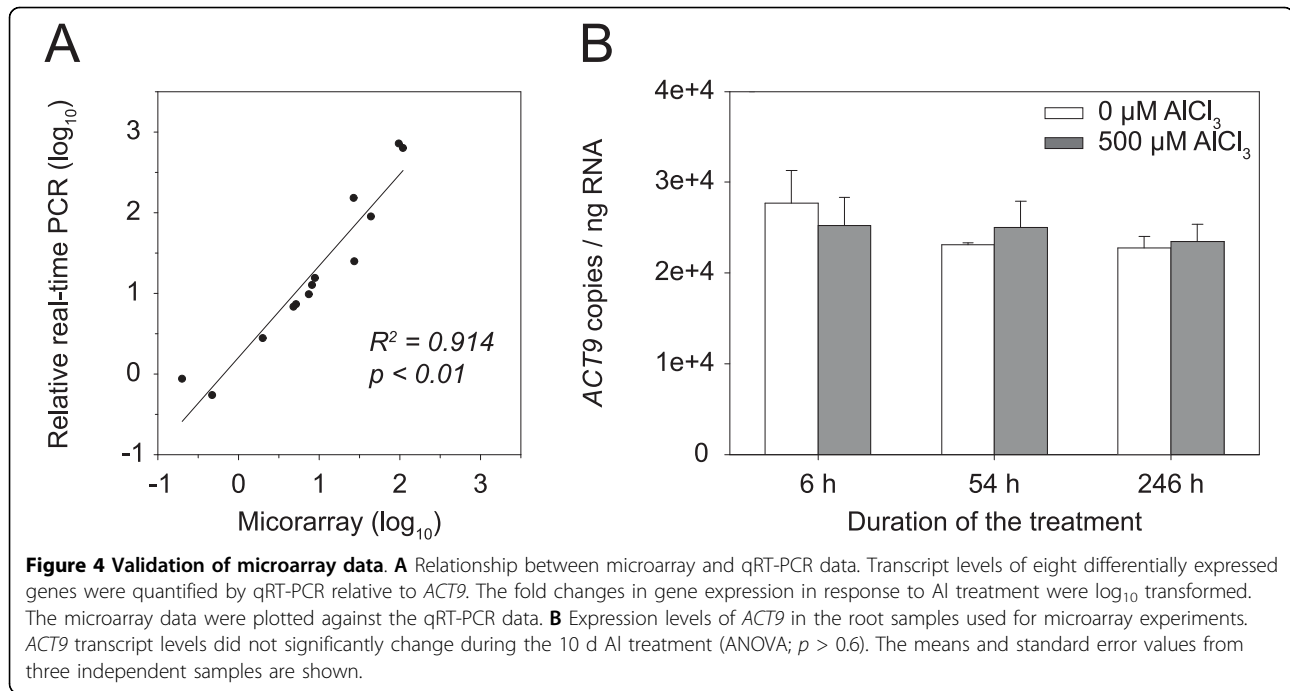 A
Relative real-time PCR (log10)
3
2
1
0
-1
R2 = 0.914
p < 0.01
-1 0 1 2 3
Micorarray (log10)
B
ACT9 copies / ng RNA
4e+4
3e+4
2e+4
1e+4
0
0 µM AlCl3
500 µM AlCl3
6 h 54 h 246 h
Duration of the treatment
Figure 4 Validation of microarray data. A Relationship between microarray and qRT-PCR data. Transcript levels of eight differentially expressed
genes were quantified by qRT-PCR relative to ACT9. The fold changes in gene expression in response to Al treatment were log10 transformed.
The microarray data were plotted against the qRT-PCR data. B Expression levels of ACT9 in the root samples used for microarray experiments.
ACT9 transcript levels did not significantly change during the 10 d Al treatment (ANOVA; p > 0.6). The means and standard error values from
three independent samples are shown.